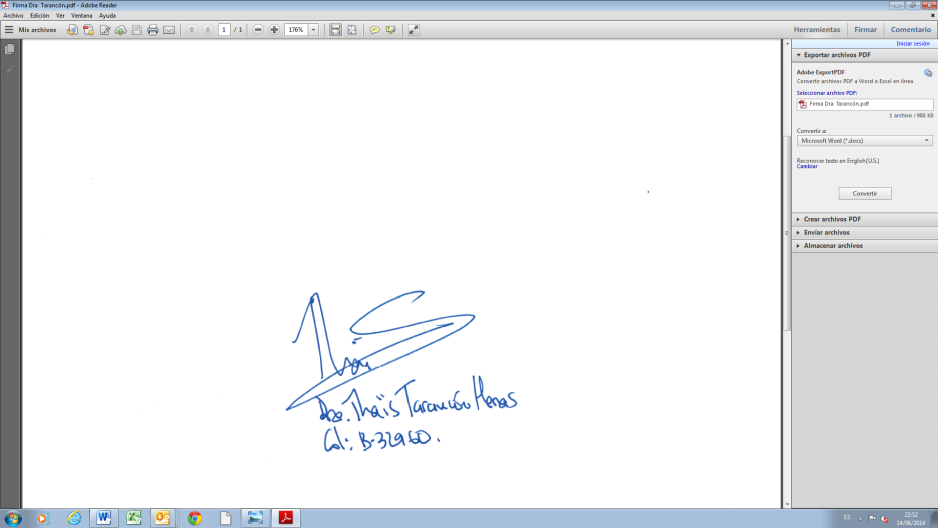 Firma Dra Tarancón.pdf - Adobe Reader
Archivo Edición Ver Ventana Ayuda
Mis archivos 1 / 1 176% Herramientas Firmar Comentario
Iniciar sesión
Exportar archivos PDF
Adobe ExportPDF
Convertir archivos PDF a Word o Excel en línea
Seleccionar archivo PDF:
Firma Dra Tarancón.pdf
1 archivo / 988 KB
Convertir a:
Microsoft Word (*.docx)
Reconocer texto en English(U.S.)
Cambiar
Convertir
Crear archivos PDF
Enviar archivos
Almacenar archivos
Dra. Thaïs Tarancón
Col: B-32960.
ES 22:52
14/06/2014